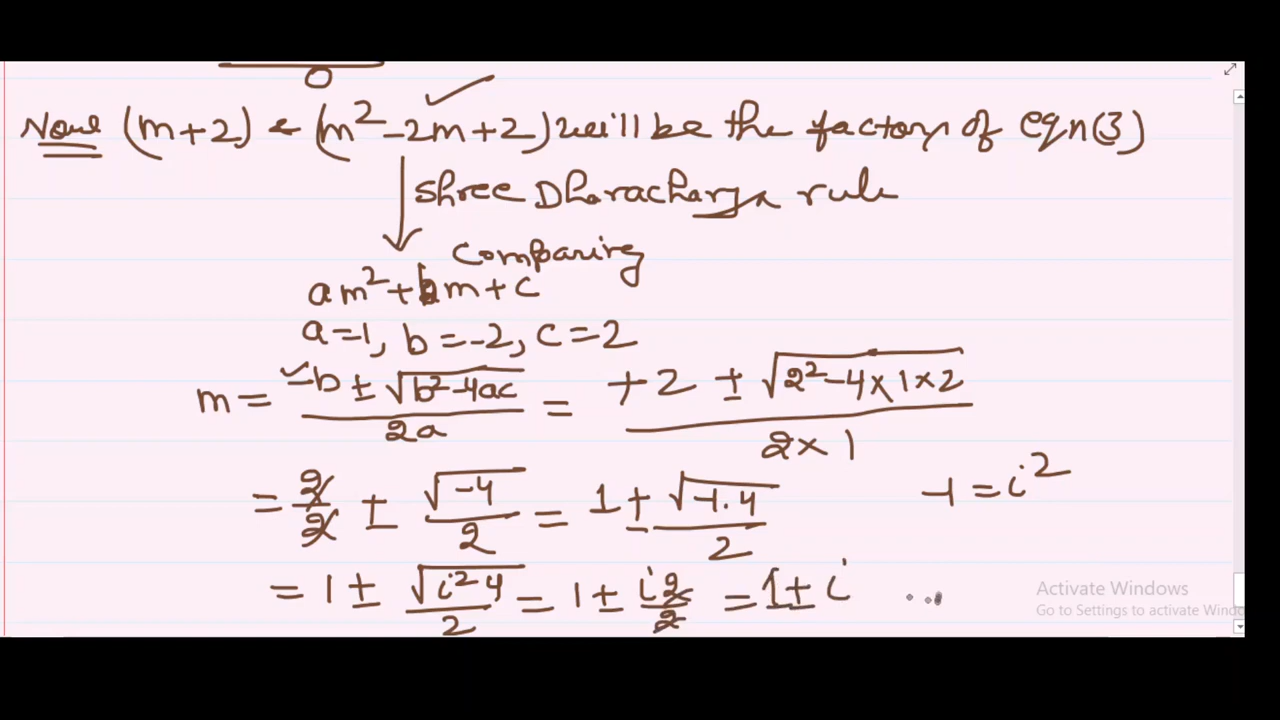 0
Now (m+2) & (m²-2m+2) will be the factors of eqn(3)
Shree Dharacharya rule
Comparing
am²+bm+c
a=1, b=-2, c=2
m = -b ± √b²-4ac / 2a = +2 ± √2²-4×1×2 / 2×1
= 2/2 ± √-4 / 2 = 1 ± √-1.4 / 2 -1 = i²
= 1 ± √i²4 / 2 = 1 ± i2/2 = 1 ± i
Activate Windows
Go to Settings to activate Windo